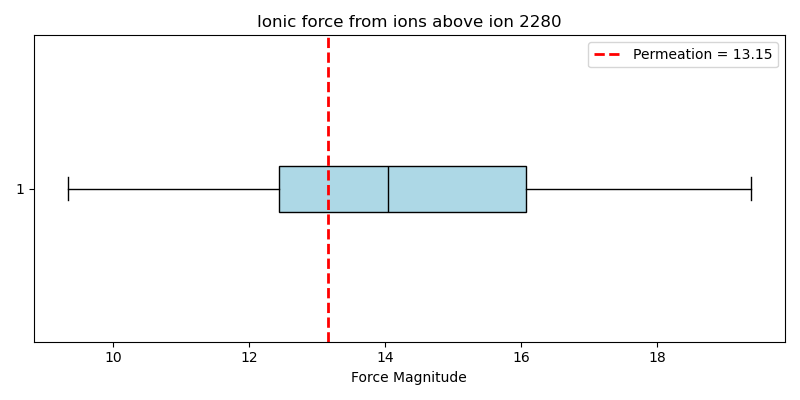 Ionic force from ions above ion 2280
Permeation = 13.15
1
10 12 14 16 18
Force Magnitude